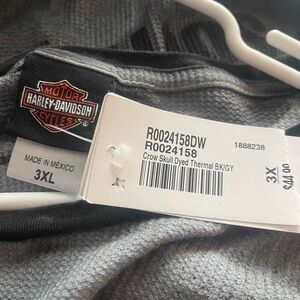 MOTOR
HARLEY-DAVIDSON
CYCLES
MADE IN MÉXICO
3XL
R0024158DW
R0024158
1888238
Crow Skull Dyed Thermal BK/GY
3X
$44.00